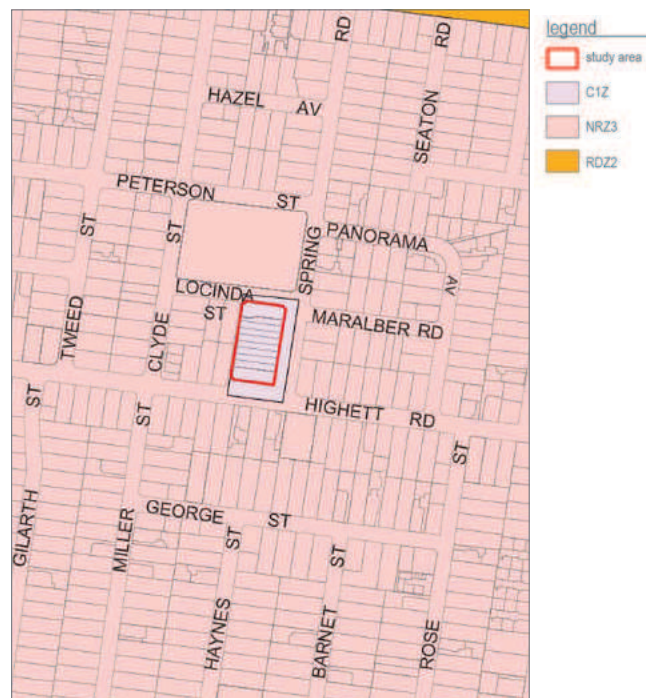 RD
RD
HAZEL AV
SEATON
PETERSON ST
ST
ST
SPRING
PANORAMA
AV
LOCINDA
ST
MARALBER RD
TWEED
CLYDE
HIGHETT RD
ST
ST
ST
GEORGE ST
GILARTH
MILLER
ST
ST
HAYNES
BARNET
ROSE
legend
study area
C1Z
NRZ3
RDZ2